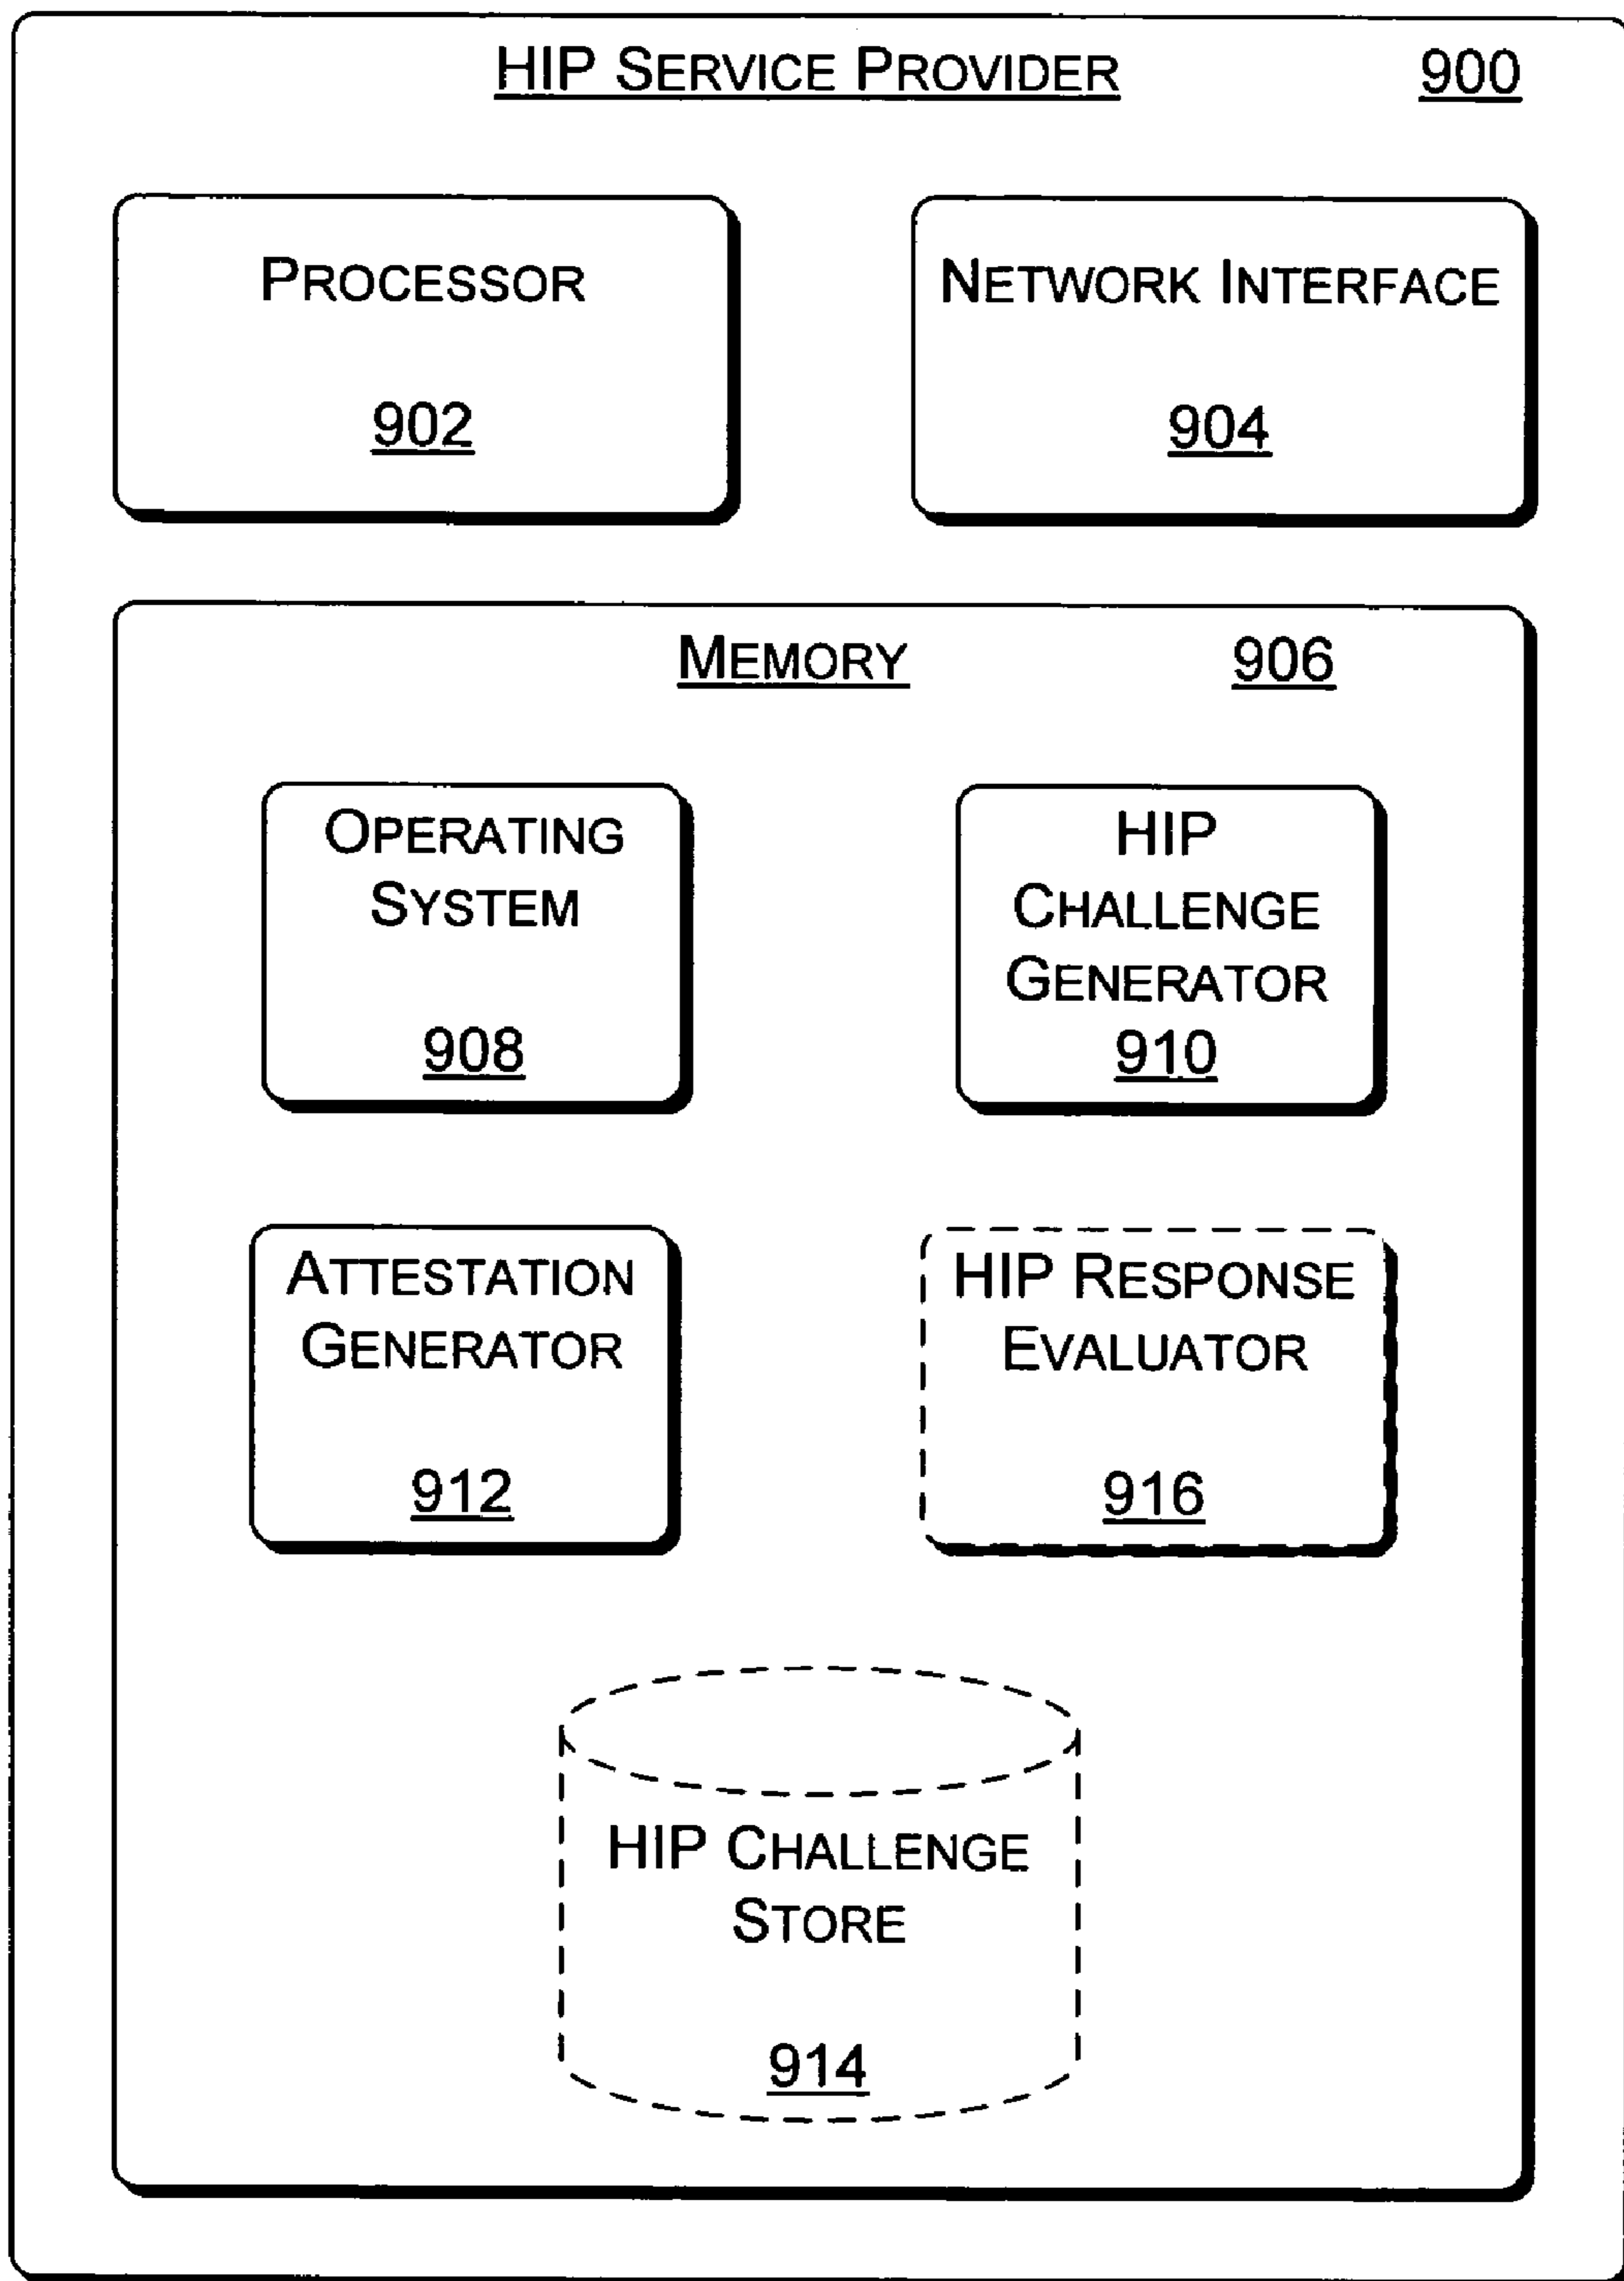 HIP SERVICE PROVIDER 900
PROCESSOR
902
NETWORK INTERFACE
904
MEMORY 906
OPERATING
SYSTEM
908
HIP
CHALLENGE
GENERATOR
910
ATTESTATION
GENERATOR
912
HIP RESPONSE
EVALUATOR
916
HIP CHALLENGE
STORE
914